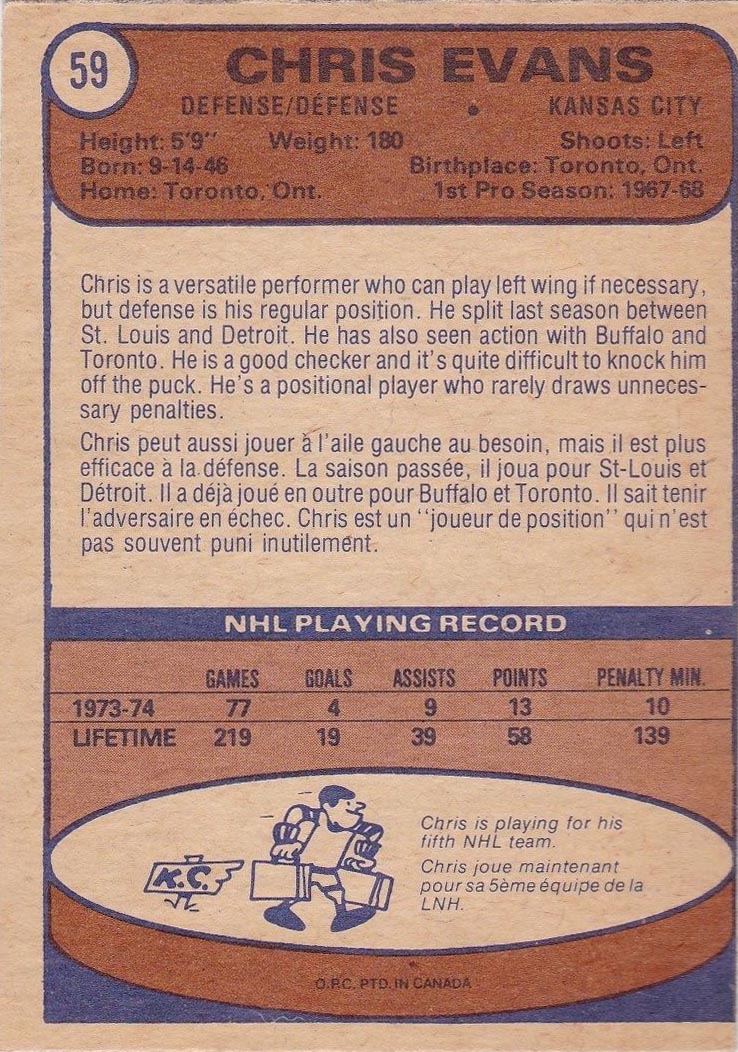 59
CHRIS EVANS
DEFENSE/DÉFENSE • KANSAS CITY
Height: 5'9" Weight: 180 Shoots: Left
Born: 9-14-46 Birthplace: Toronto, Ont.
Home: Toronto, Ont. 1st Pro Season: 1967-68
Chris is a versatile performer who can play left wing if necessary,
but defense is his regular position. He split last season between
St. Louis and Detroit. He has also seen action with Buffalo and
Toronto. He is a good checker and it's quite difficult to knock him
off the puck. He's a positional player who rarely draws unneces-
sary penalties.
Chris peut aussi jouer à l'aile gauche au besoin, mais il est plus
efficace à la défense. La saison passée, il joua pour St-Louis et
Détroit. Il a déjà joué en outre pour Buffalo et Toronto. Il sait tenir
l'adversaire en échec. Chris est un "joueur de position" qui n'est
pas souvent puni inutilement.
NHL PLAYING RECORD
GAMES GOALS ASSISTS POINTS PENALTY MIN.
1973-74 77 4 9 13 10
LIFETIME 219 19 39 58 139
K.C.
Chris is playing for his
fifth NHL team.
Chris joue maintenant
pour sa 5ème équipe de la
LNH.
O.P.C. PTD. IN CANADA